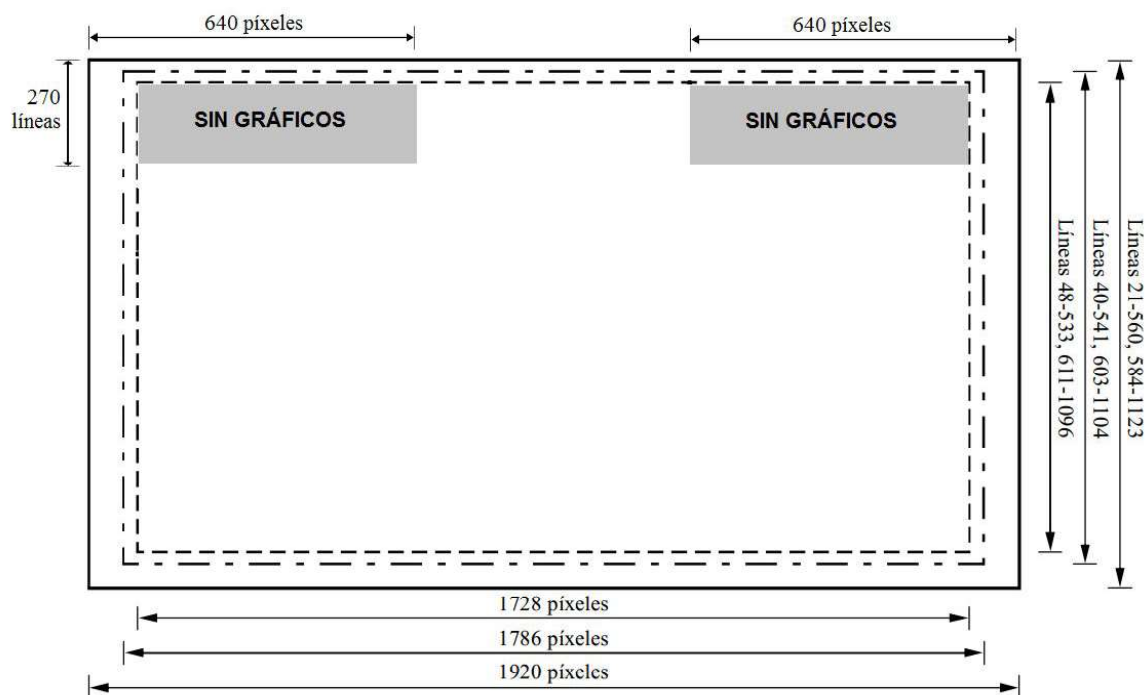 640 píxeles
640 píxeles
270
líneas
SIN GRÁFICOS
SIN GRÁFICOS
Líneas 48-533, 611-1096
Líneas 40-541, 603-1104
Líneas 21-560, 584-1123
1728 píxeles
1786 píxeles
1920 píxeles